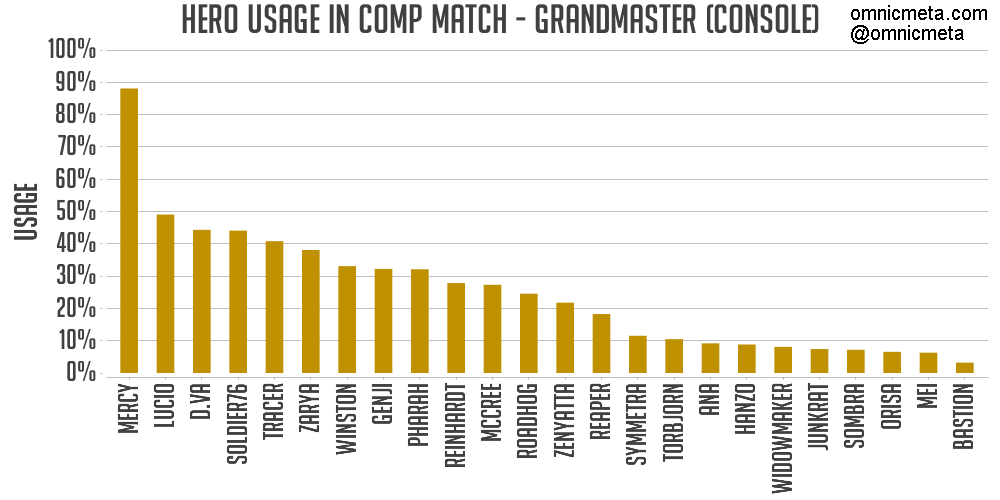 HERO USAGE IN COMP MATCH - GRANDMASTER (CONSOLE)
omnicmeta.com
@omnicmeta
100%
90%
80%
70%
60%
50%
40%
30%
20%
10%
0%
USAGE
MERCY
LUCIO
D.VA
SOLDIER76
TRACER
ZARYA
WINSTON
GENJI
PHARAH
REINHARDT
MCCREE
ROADHOG
ZENYATTA
REAPER
SYMMETRA
TORBJORN
ANA
HANZO
WIDOWMAKER
JUNKRAT
SOMBRA
ORISA
MEI
BASTION